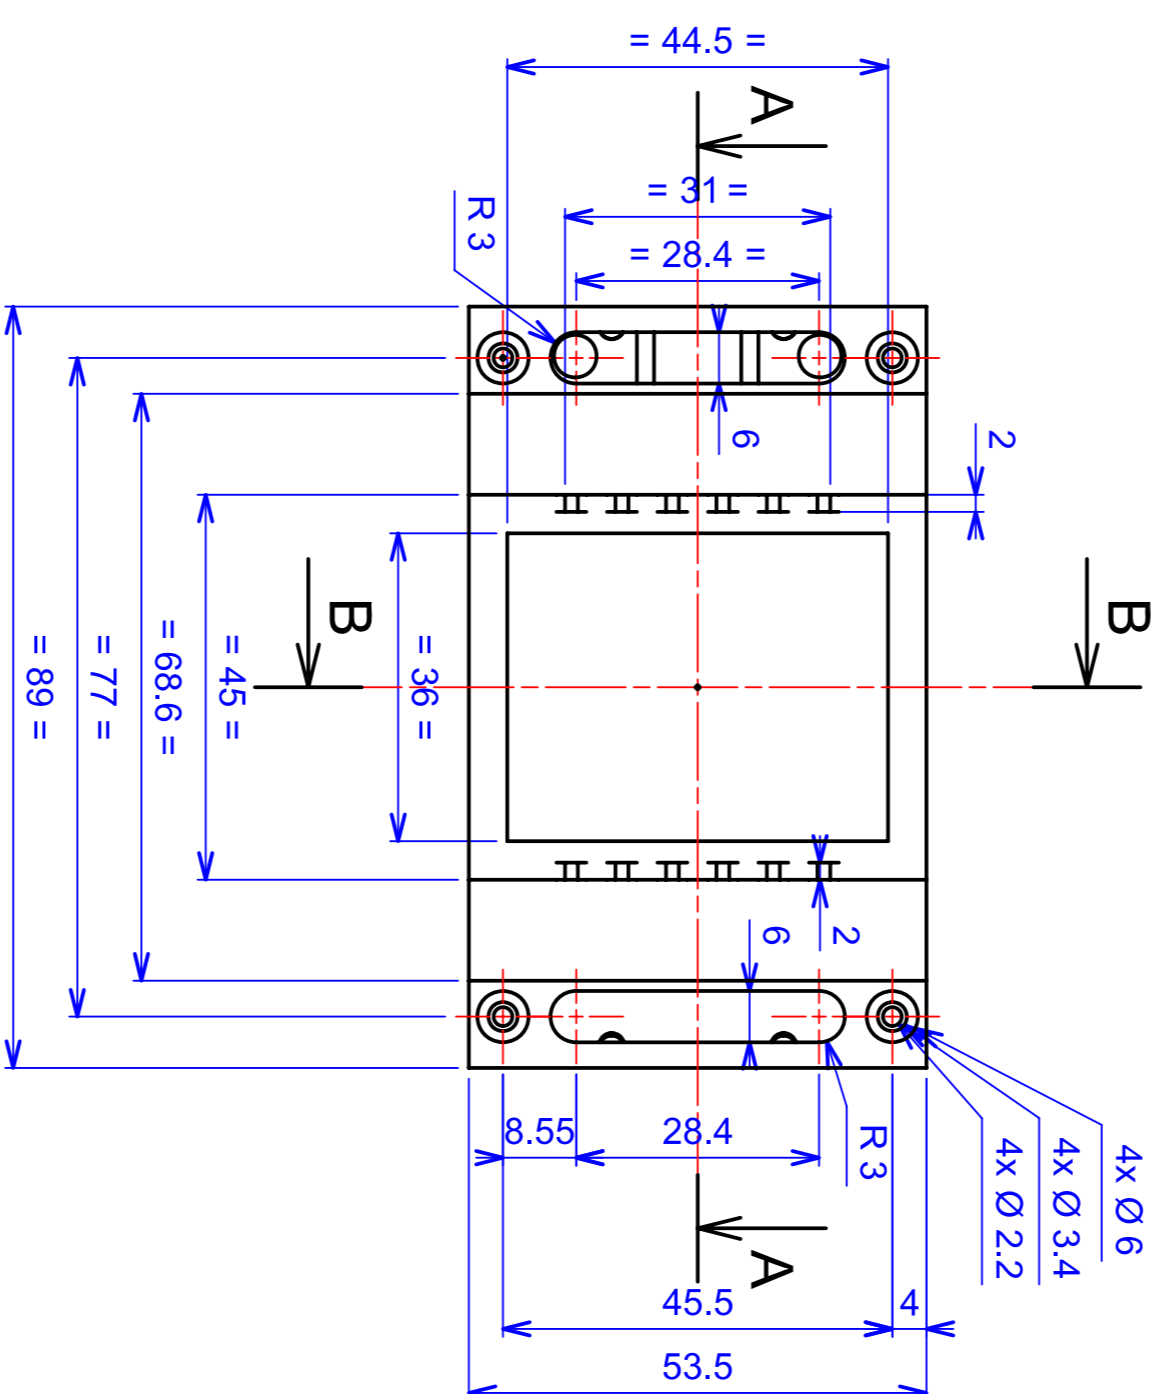 = 44.5 =
A
= 31 =
R 3
= 28.4 =
6
2
B
B
= 89 =
= 77 =
= 68.6 =
= 45 =
= 36 =
6
2
8.55
28.4
R 3
4x Ø 2.2
4x Ø 3.4
4x Ø 6
A
45.5
4
53.5